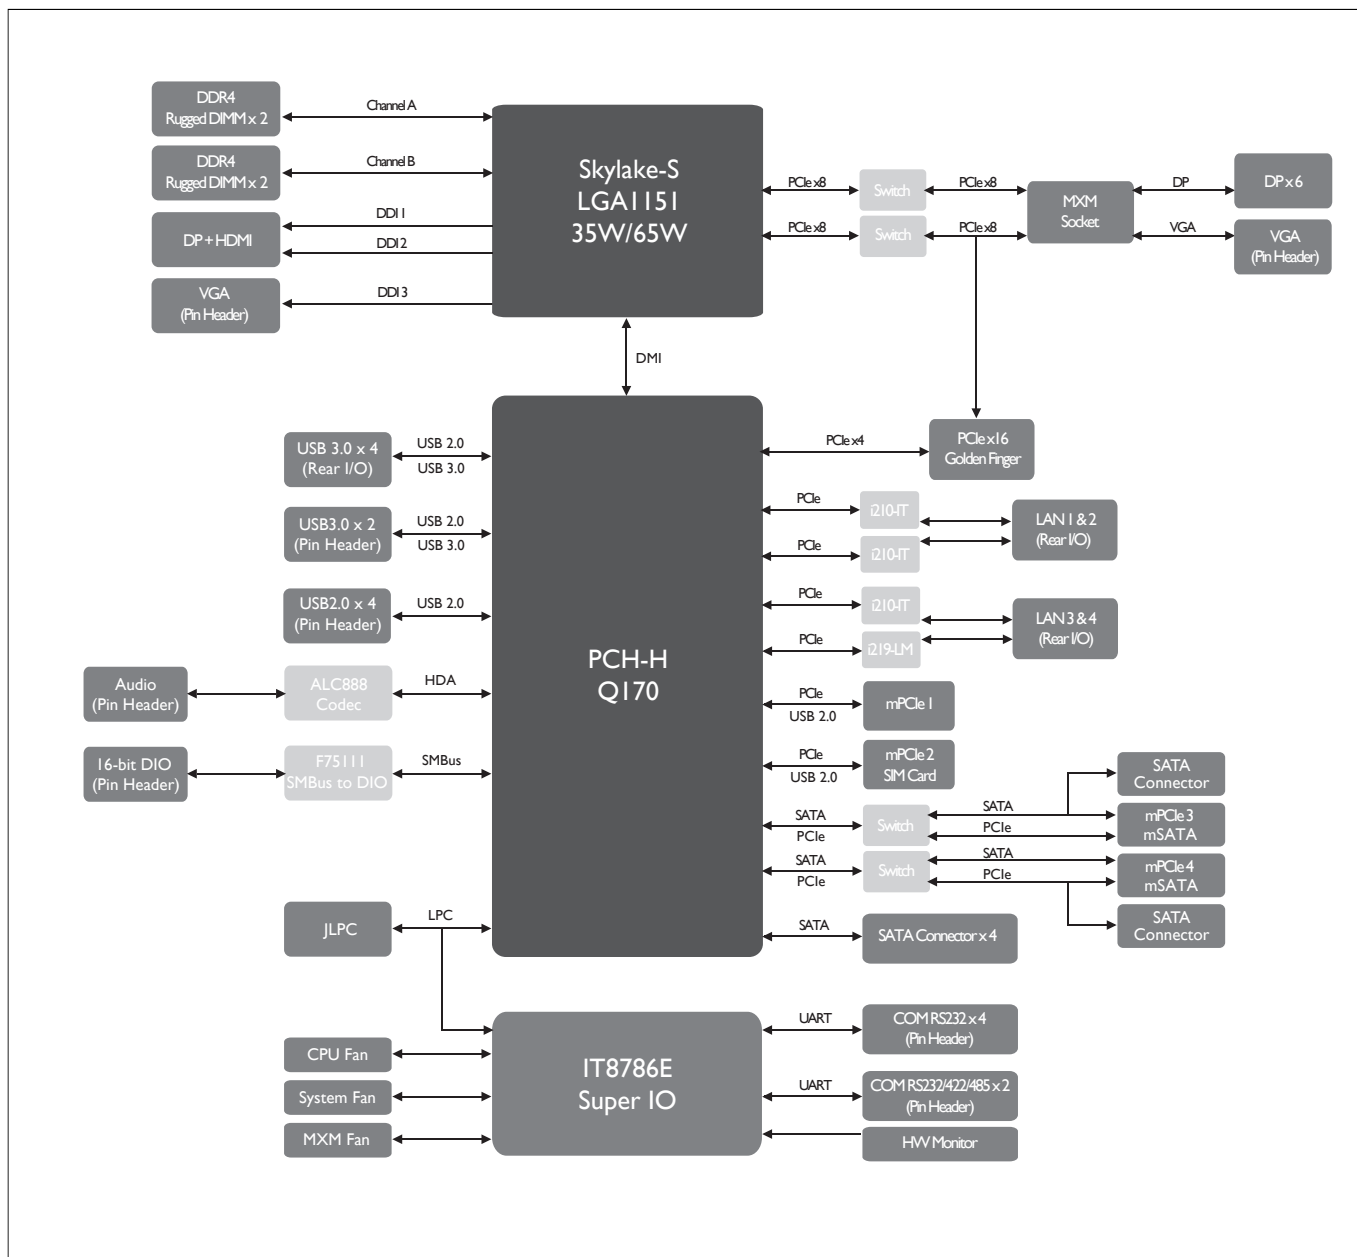 DDR4
Rugged DIMM x 2
Channel A
DDR4
Rugged DIMM x 2
Channel B
DP + HDMI
DDI 1
DDI 2
VGA
(Pin Header)
DDI 3
Skylake-S
LGA1151
35W/65W
PCIe x8
Switch
PCIe x8
PCIe x8
Switch
PCIe x8
MXM
Socket
DP
DP x 6
VGA
VGA
(Pin Header)
DMI
USB 3.0 x 4
(Rear I/O)
USB 2.0
USB 3.0
USB3.0 x 2
(Pin Header)
USB 2.0
USB 3.0
USB2.0 x 4
(Pin Header)
USB 2.0
Audio
(Pin Header)
ALC888
Codec
HDA
16-bit DIO
(Pin Header)
F75111
SMBus to DIO
SMBus
JLPC
LPC
PCH-H
Q170
PCIe x4
PCIe x16
Golden Finger
PCIe
i210-IT
PCIe
i210-IT
LAN 1 & 2
(Rear I/O)
PCIe
i210-IT
PCIe
i219-LM
LAN 3 & 4
(Rear I/O)
PCIe
USB 2.0
mPCIe 1
PCIe
USB 2.0
mPCIe 2
SIM Card
SATA
PCIe
Switch
SATA
PCIe
SATA
Connector
mPCIe 3
mSATA
SATA
PCIe
Switch
SATA
PCIe
mPCIe 4
mSATA
SATA
Connector
SATA
SATA Connector x 4
CPU Fan
System Fan
MXM Fan
IT8786E
Super IO
UART
COM RS232 x 4
(Pin Header)
UART
COM RS232/422/485 x 2
(Pin Header)
HW Monitor